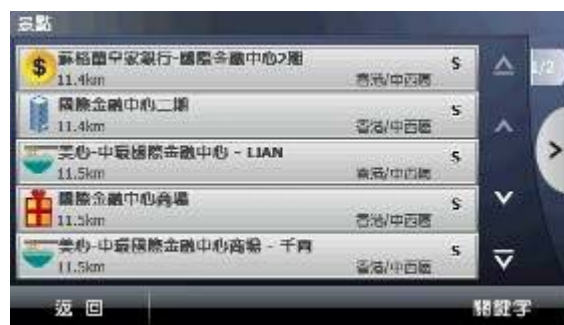 景點
蘇格蘭皇家銀行-國際金融中心2期
S
11.4km
香港/中西區
1/2
國際金融中心二期
S
11.4km
香港/中西區
美心-中環國際金融中心 - LIAN
S
11.5km
香港/中西區
國際金融中心商場
S
11.5km
香港/中西區
美心-中環國際金融中心商場 - 千両
S
11.5km
香港/中西區
返回
關鍵字